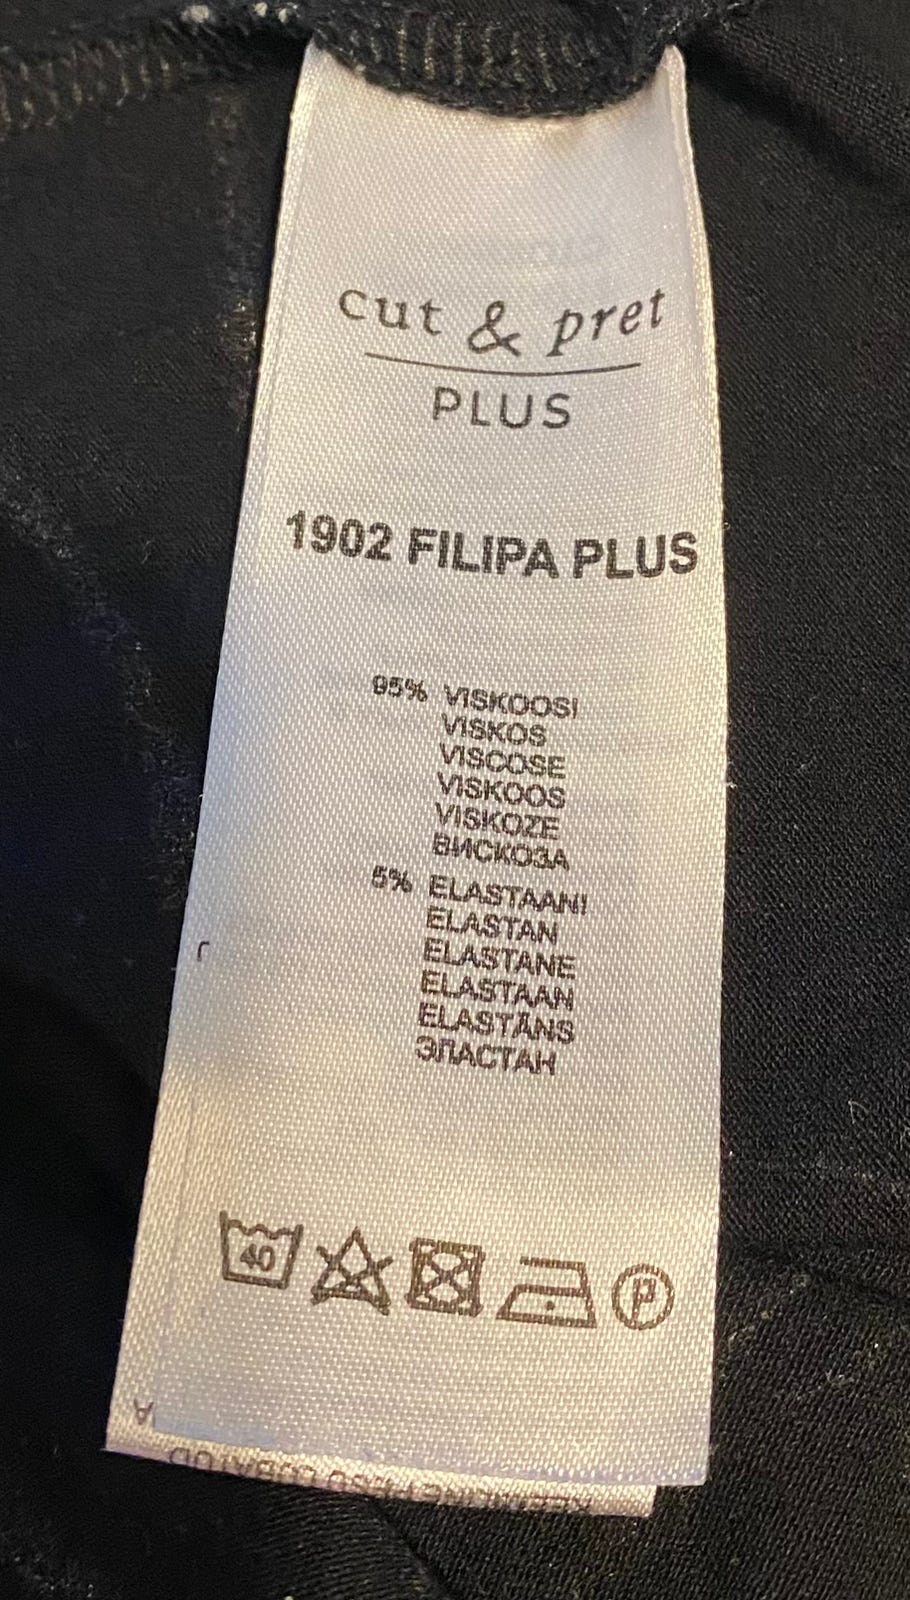 cut & pret
PLUS
1902 FILIPA PLUS
95% VISKOOSI
VISKOS
VISCOSE
VISKOOS
VISKOZE
ВИСКОЗА
5% ELASTAANI
ELASTAN
ELASTANE
ELASTAAN
ELASTĀNS
ЭЛАСТАН
40
P